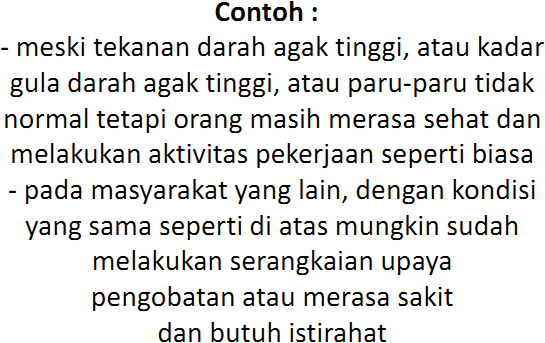 Contoh :
- meski tekanan darah agak tinggi, atau kadar
gula darah agak tinggi, atau paru-paru tidak
normal tetapi orang masih merasa sehat dan
melakukan aktivitas pekerjaan seperti biasa
- pada masyarakat yang lain, dengan kondisi
yang sama seperti di atas mungkin sudah
melakukan serangkaian upaya
pengobatan atau merasa sakit
dan butuh istirahat